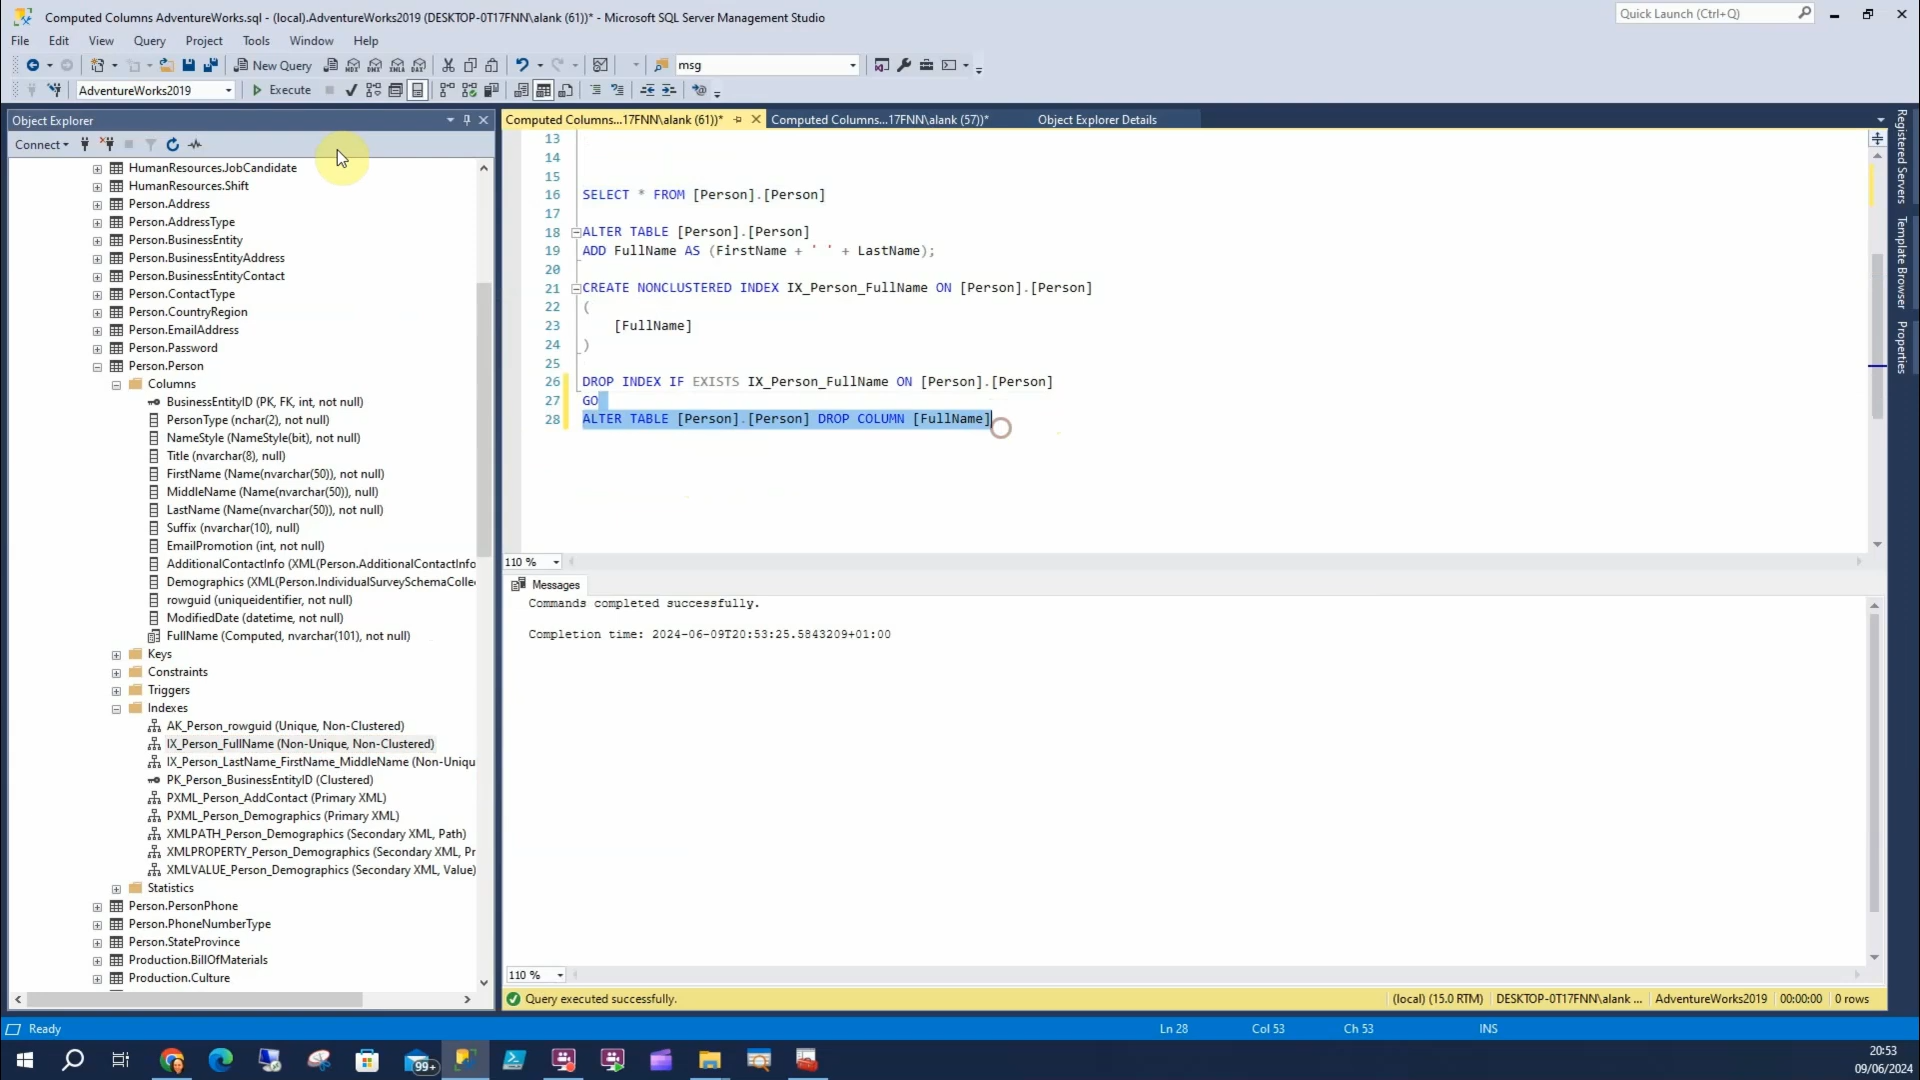 Computed Columns AdventureWorks.sql - (local).AdventureWorks2019 (DESKTOP-0T17FNN\alank (61))* - Microsoft SQL Server Management Studio
Quick Launch (Ctrl+Q)
File Edit View Query Project Tools Window Help
New Query
msg
AdventureWorks2019
Execute
Object Explorer
Computed Columns...17FNN\alank (61))*
Computed Columns...17FNN\alank (57))*
Object Explorer Details
Connect
HumanResources.JobCandidate
HumanResources.Shift
Person.Address
Person.AddressType
Person.BusinessEntity
Person.BusinessEntityAddress
Person.BusinessEntityContact
Person.ContactType
Person.CountryRegion
Person.EmailAddress
Person.Password
Person.Person
Columns
BusinessEntityID (PK, FK, int, not null)
PersonType (nchar(2), not null)
NameStyle (NameStyle(bit), not null)
Title (nvarchar(8), null)
FirstName (Name(nvarchar(50)), not null)
MiddleName (Name(nvarchar(50)), null)
LastName (Name(nvarchar(50)), not null)
Suffix (nvarchar(10), null)
EmailPromotion (int, not null)
AdditionalContactInfo (XML(Person.AdditionalContactInfo
Demographics (XML(Person.IndividualSurveySchemaColle
rowguid (uniqueidentifier, not null)
ModifiedDate (datetime, not null)
FullName (Computed, nvarchar(101), not null)
Keys
Constraints
Triggers
Indexes
AK_Person_rowguid (Unique, Non-Clustered)
IX_Person_FullName (Non-Unique, Non-Clustered)
IX_Person_LastName_FirstName_MiddleName (Non-Uniqu
PK_Person_BusinessEntityID (Clustered)
PXML_Person_AddContact (Primary XML)
PXML_Person_Demographics (Primary XML)
XMLPATH_Person_Demographics (Secondary XML, Path)
XMLPROPERTY_Person_Demographics (Secondary XML, Pr
XMLVALUE_Person_Demographics (Secondary XML, Value)
Statistics
Person.PersonPhone
Person.PhoneNumberType
Person.StateProvince
Production.BillOfMaterials
Production.Culture
13
14
15
16 SELECT * FROM [Person].[Person]
17
18 ALTER TABLE [Person].[Person]
19 ADD FullName AS (FirstName + ' ' + LastName);
20
21 CREATE NONCLUSTERED INDEX IX_Person_FullName ON [Person].[Person]
22 (
23 [FullName]
24 )
25
26 DROP INDEX IF EXISTS IX_Person_FullName ON [Person].[Person]
27 GO
28 ALTER TABLE [Person].[Person] DROP COLUMN [FullName]
110 %
Messages
Commands completed successfully.
Completion time: 2024-06-09T20:53:25.5843209+01:00
110 %
Query executed successfully.
(local) (15.0 RTM) DESKTOP-0T17FNN\alank ... AdventureWorks2019 00:00:00 0 rows
Registered Servers
Template Browser
Properties
Ready
Ln 28 Col 53 Ch 53 INS
99+
20:53
09/06/2024